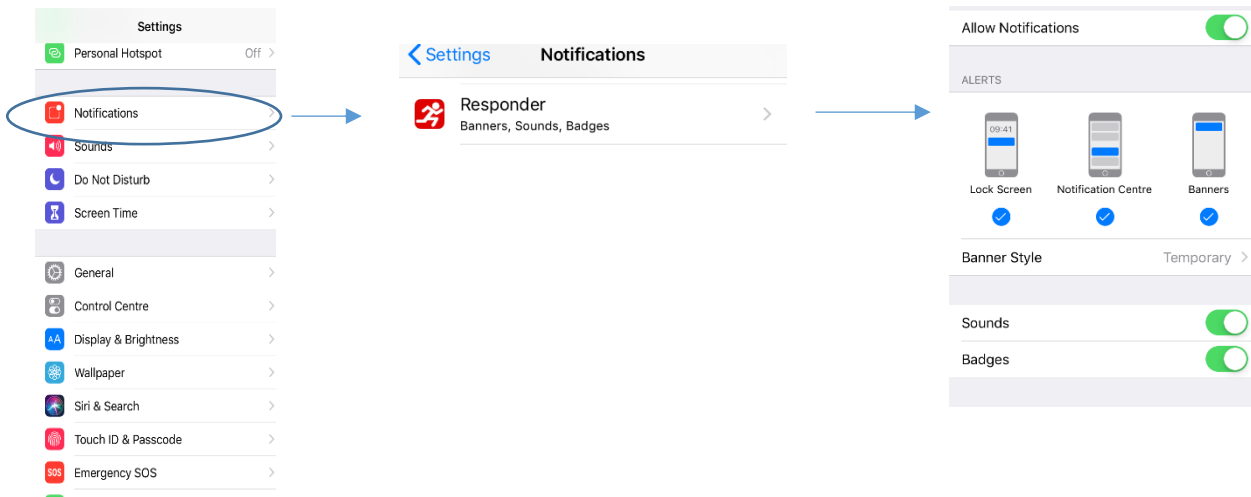 Settings
Personal Hotspot Off
Notifications
Sounds
Do Not Disturb
Screen Time
General
Control Centre
AA Display & Brightness
Wallpaper
Siri & Search
Touch ID & Passcode
SOS Emergency SOS
Settings Notifications
Responder
Banners, Sounds, Badges
Allow Notifications
ALERTS
09:41
Lock Screen Notification Centre Banners
Banner Style Temporary
Sounds
Badges